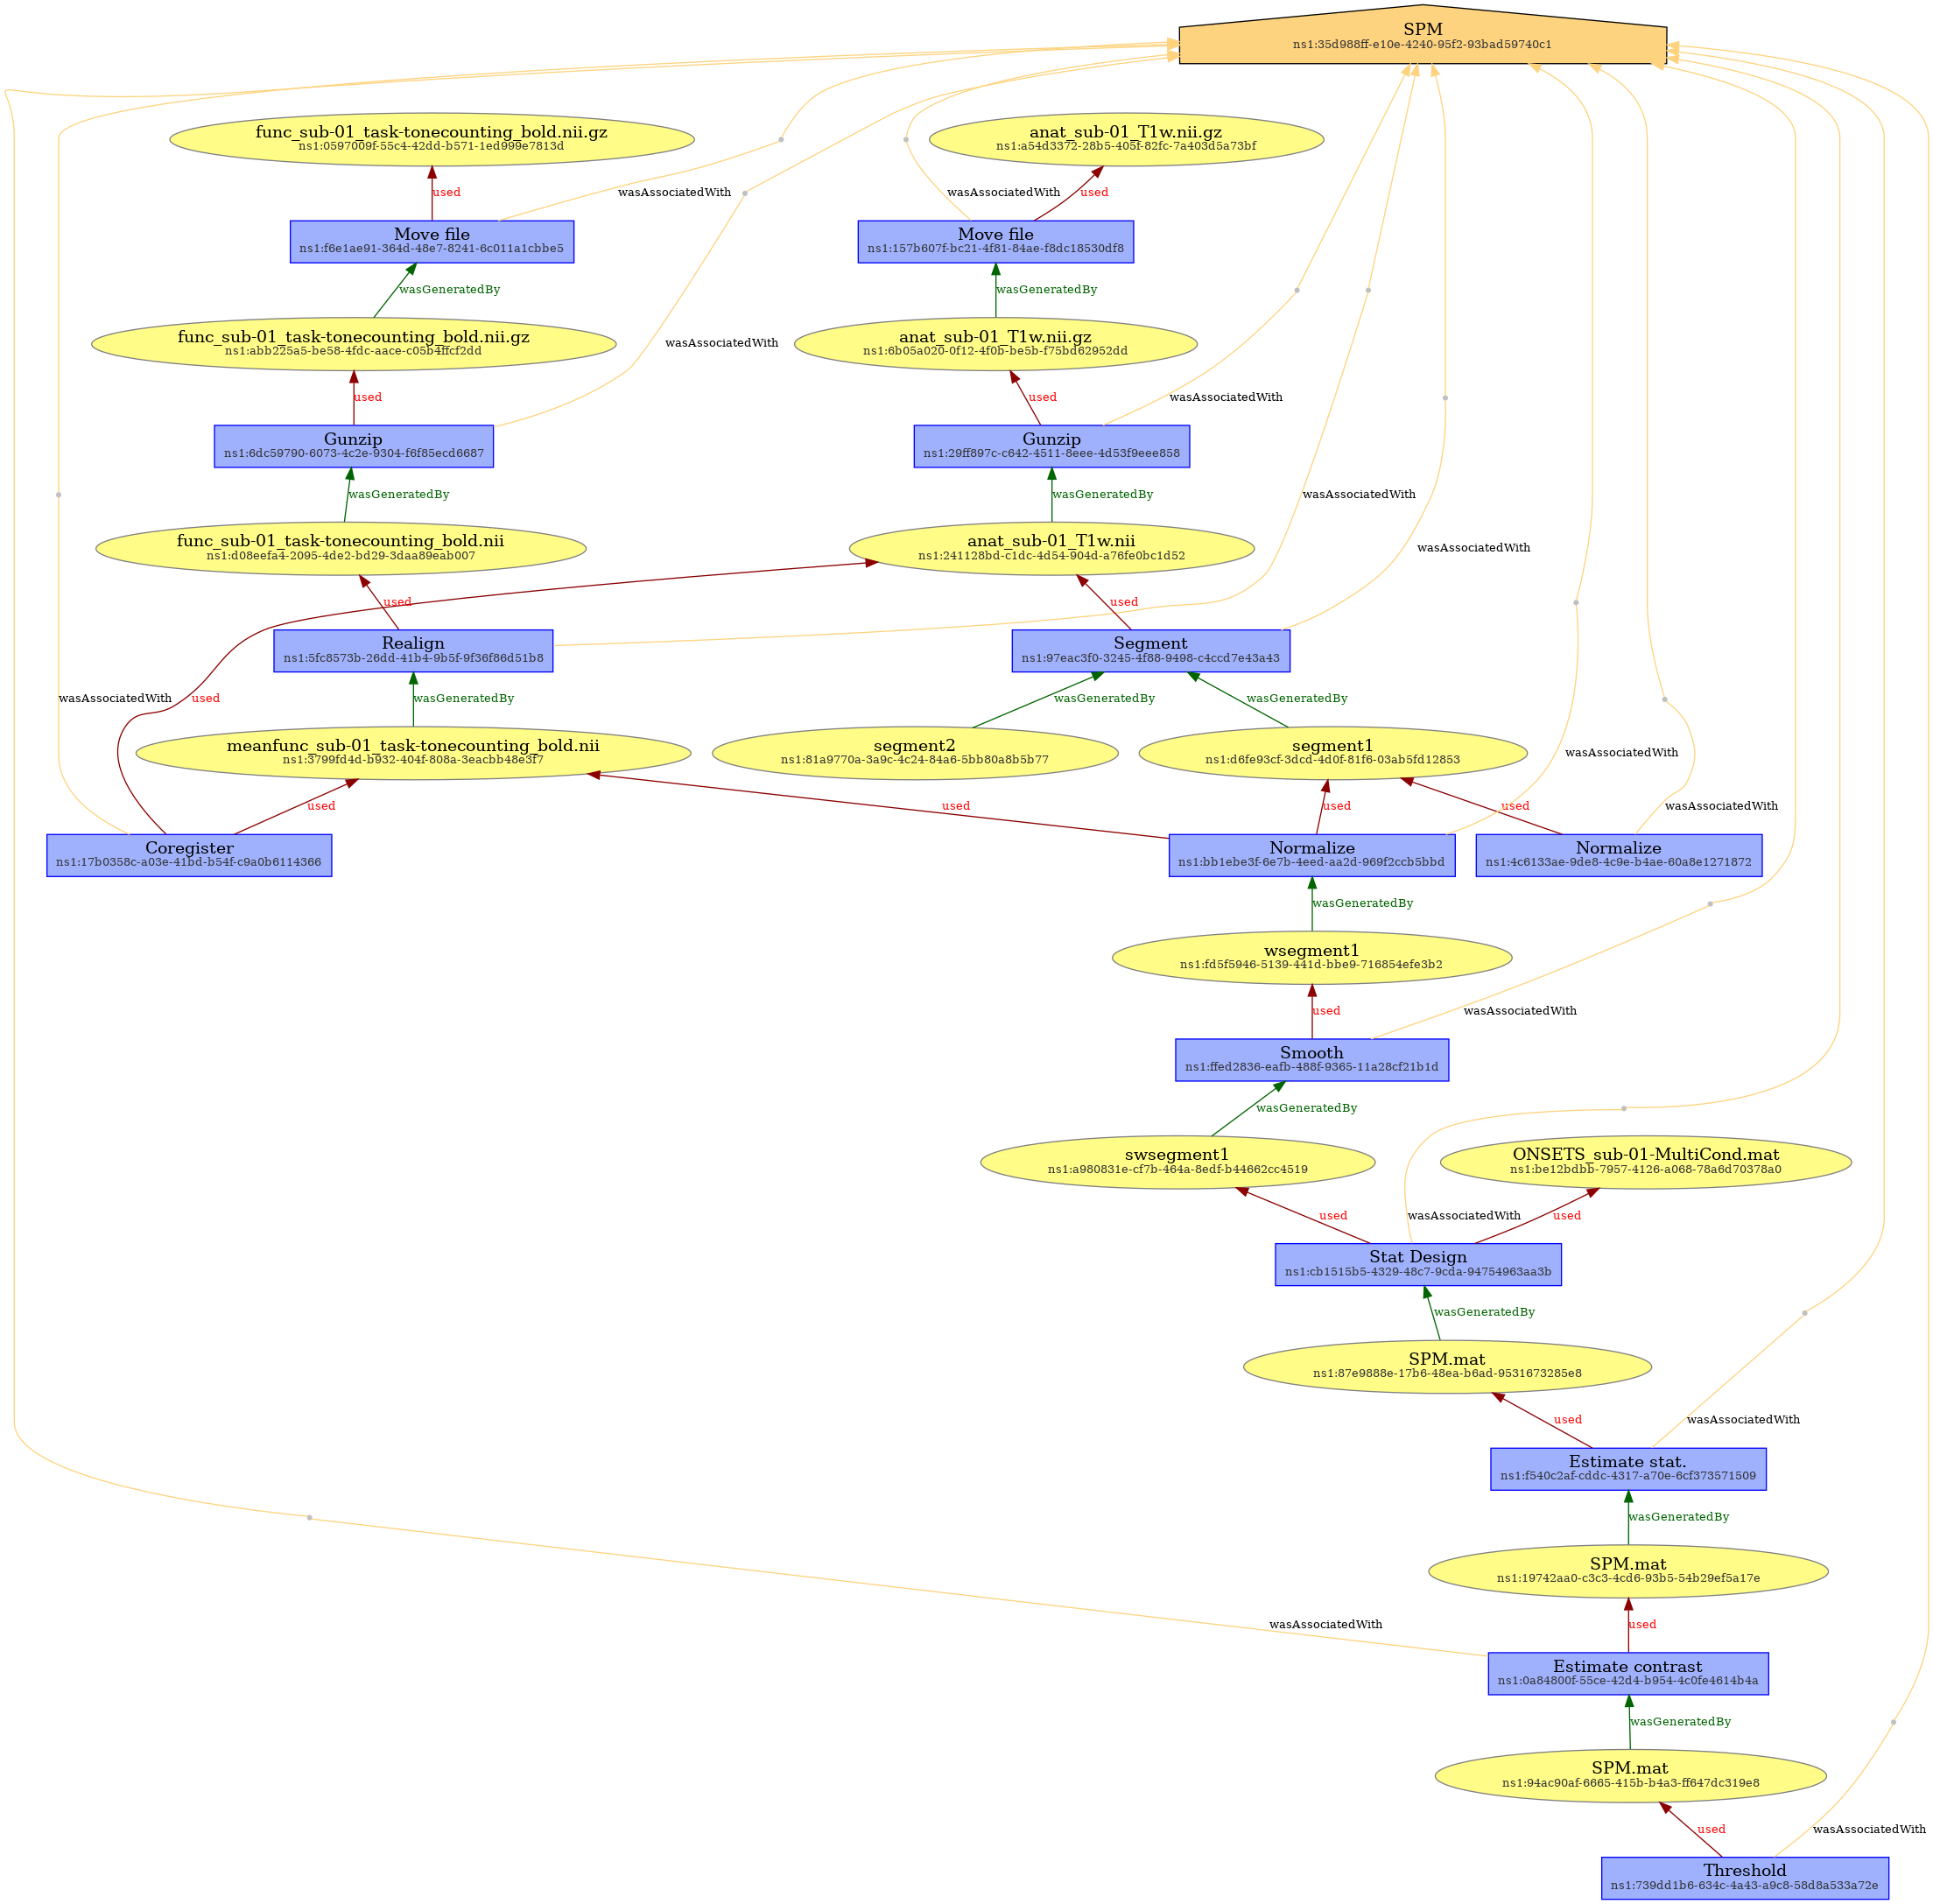 SPM
ns1:35d988ff-e10e-4240-95f2-93bad59740c1
func_sub-01_task-tonecounting_bold.nii.gz
ns1:0597009f-55c4-42dd-b571-1ed999e7813d
anat_sub-01_T1w.nii.gz
ns1:a54d3372-28b5-405f-82fc-7a403d5a73bf
used
wasAssociatedWith
wasAssociatedWith
used
Move file
ns1:f6e1ae91-364d-48e7-8241-6c011a1cbbe5
Move file
ns1:157b607f-bc21-4f81-84ae-f8dc18530df8
wasGeneratedBy
wasGeneratedBy
func_sub-01_task-tonecounting_bold.nii.gz
ns1:abb225a5-be58-4fdc-aace-c05b4ffcf2dd
wasAssociatedWith
anat_sub-01_T1w.nii.gz
ns1:6b05a020-0f12-4f0b-be5b-f75bd62952dd
used
used
wasAssociatedWith
Gunzip
ns1:6dc59790-6073-4c2e-9304-f6f85ecd6687
Gunzip
ns1:29ff897c-c642-4511-8eee-4d53f9eee858
wasGeneratedBy
wasGeneratedBy
wasAssociatedWith
func_sub-01_task-tonecounting_bold.nii
ns1:d08eefa4-2095-4de2-bd29-3daa89eab007
anat_sub-01_T1w.nii
ns1:241128bd-c1dc-4d54-904d-a76fe0bc1d52
wasAssociatedWith
used
used
Realign
ns1:5fc8573b-26dd-41b4-9b5f-9f36f86d51b8
Segment
ns1:97eac3f0-3245-4f88-9498-c4ccd7e43a43
wasAssociatedWith
used
wasGeneratedBy
wasGeneratedBy
wasGeneratedBy
meanfunc_sub-01_task-tonecounting_bold.nii
ns1:3799fd4d-b932-404f-808a-3eacbb48e3f7
segment2
ns1:81a9770a-3a9c-4c24-84a6-5bb80a8b5b77
segment1
ns1:d6fe93cf-3dcd-4d0f-81f6-03ab5fd12853
wasAssociatedWith
used
used
used
used
wasAssociatedWith
Coregister
ns1:17b0358c-a03e-41bd-b54f-c9a0b6114366
Normalize
ns1:bb1ebe3f-6e7b-4eed-aa2d-969f2ccb5bbd
Normalize
ns1:4c6133ae-9de8-4c9e-b4ae-60a8e1271872
wasGeneratedBy
wsegment1
ns1:fd5f5946-5139-441d-bbe9-716854efe3b2
used
wasAssociatedWith
Smooth
ns1:ffed2836-eafb-488f-9365-11a28cf21b1d
wasGeneratedBy
swsegment1
ns1:a980831e-cf7b-464a-8edf-b44662cc4519
ONSETS_sub-01-MultiCond.mat
ns1:be12bdbb-7957-4126-a068-78a6d70378a0
used
wasAssociatedWith
used
Stat Design
ns1:cb1515b5-4329-48c7-9cda-94754963aa3b
wasGeneratedBy
SPM.mat
ns1:87e9888e-17b6-48ea-b6ad-9531673285e8
used
wasAssociatedWith
Estimate stat.
ns1:f540c2af-cddc-4317-a70e-6cf373571509
wasGeneratedBy
SPM.mat
ns1:19742aa0-c3c3-4cd6-93b5-54b29ef5a17e
wasAssociatedWith
used
Estimate contrast
ns1:0a84800f-55ce-42d4-b954-4c0fe4614b4a
wasGeneratedBy
SPM.mat
ns1:94ac90af-6665-415b-b4a3-ff647dc319e8
used
wasAssociatedWith
Threshold
ns1:739dd1b6-634c-4a43-a9c8-58d8a533a72e